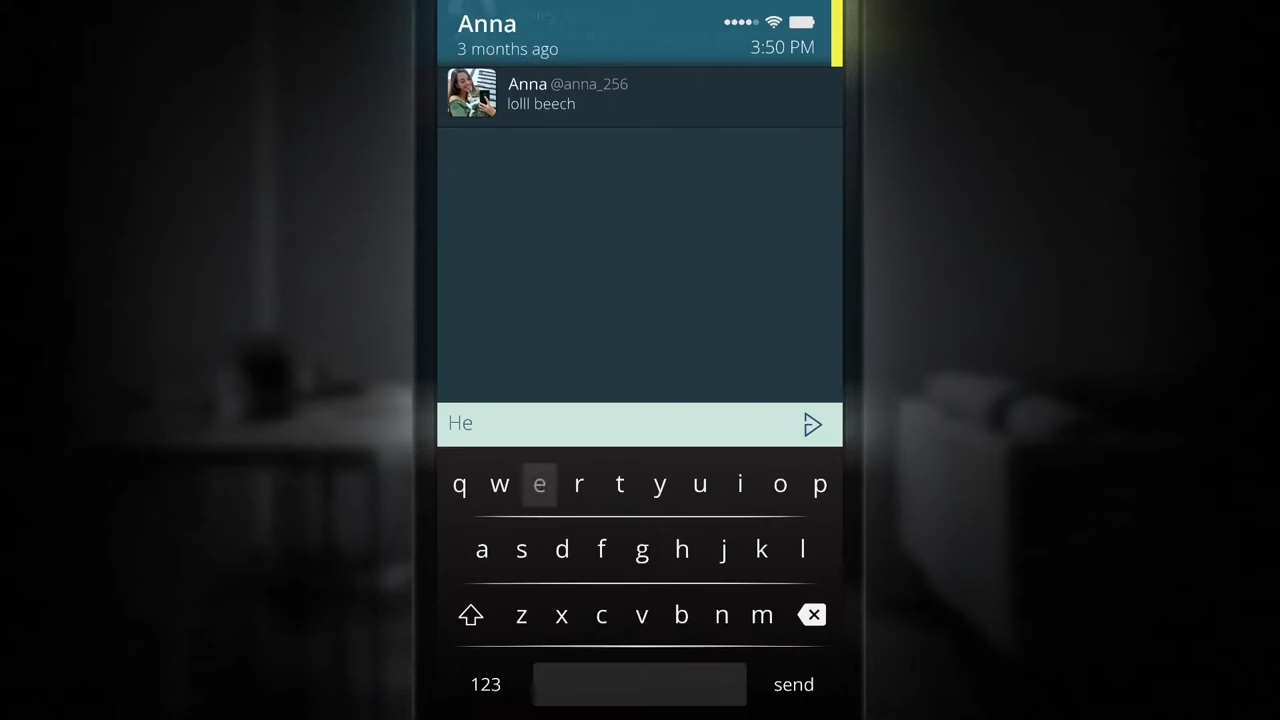 Anna
3 months ago
3:50 PM
Anna @anna_256
lolll beech
He
q w e r t y u i o p
a s d f g h j k l
z x c v b n m
123
send